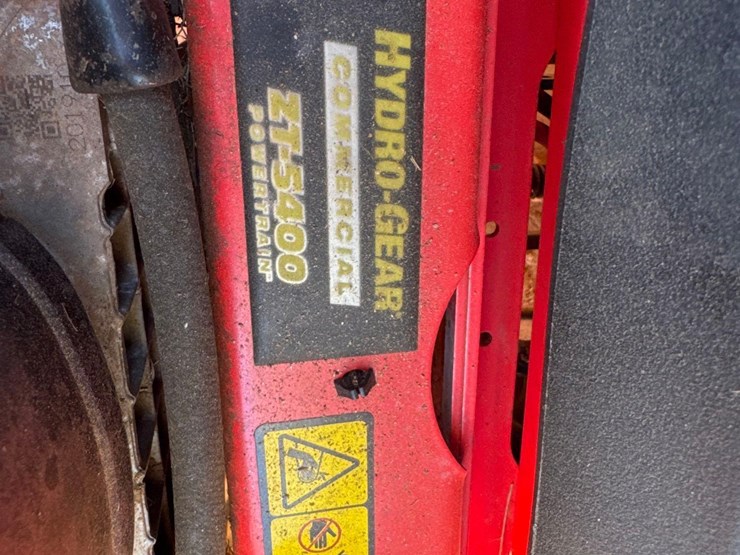 HYDRO-GEAR
COMMERCIAL
ZT-5400
POWERTRAIN